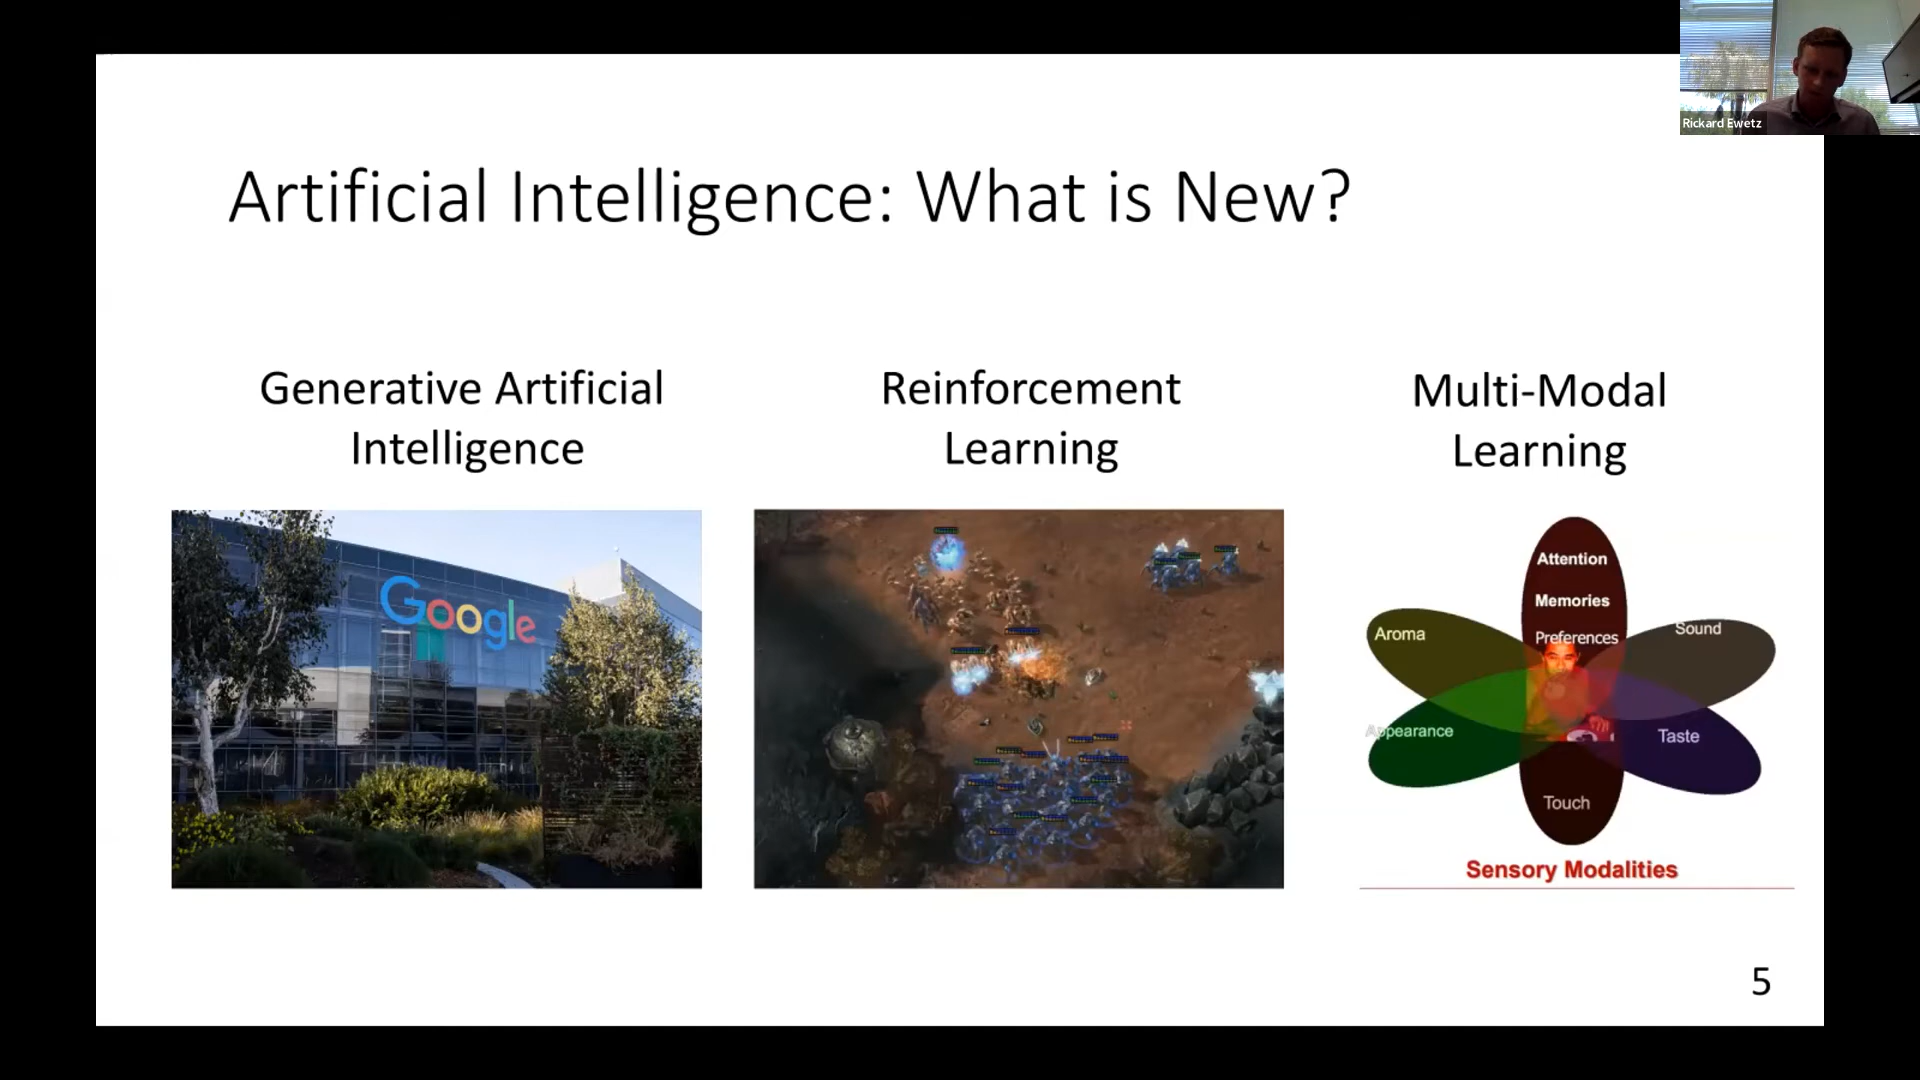 Rickard Ewetz
Artificial Intelligence: What is New?
Generative Artificial
Intelligence
Reinforcement
Learning
Multi-Modal
Learning
Google
Attention
Memories
Preferences
Aroma
Sound
Appearance
Taste
Touch
Sensory Modalities
5